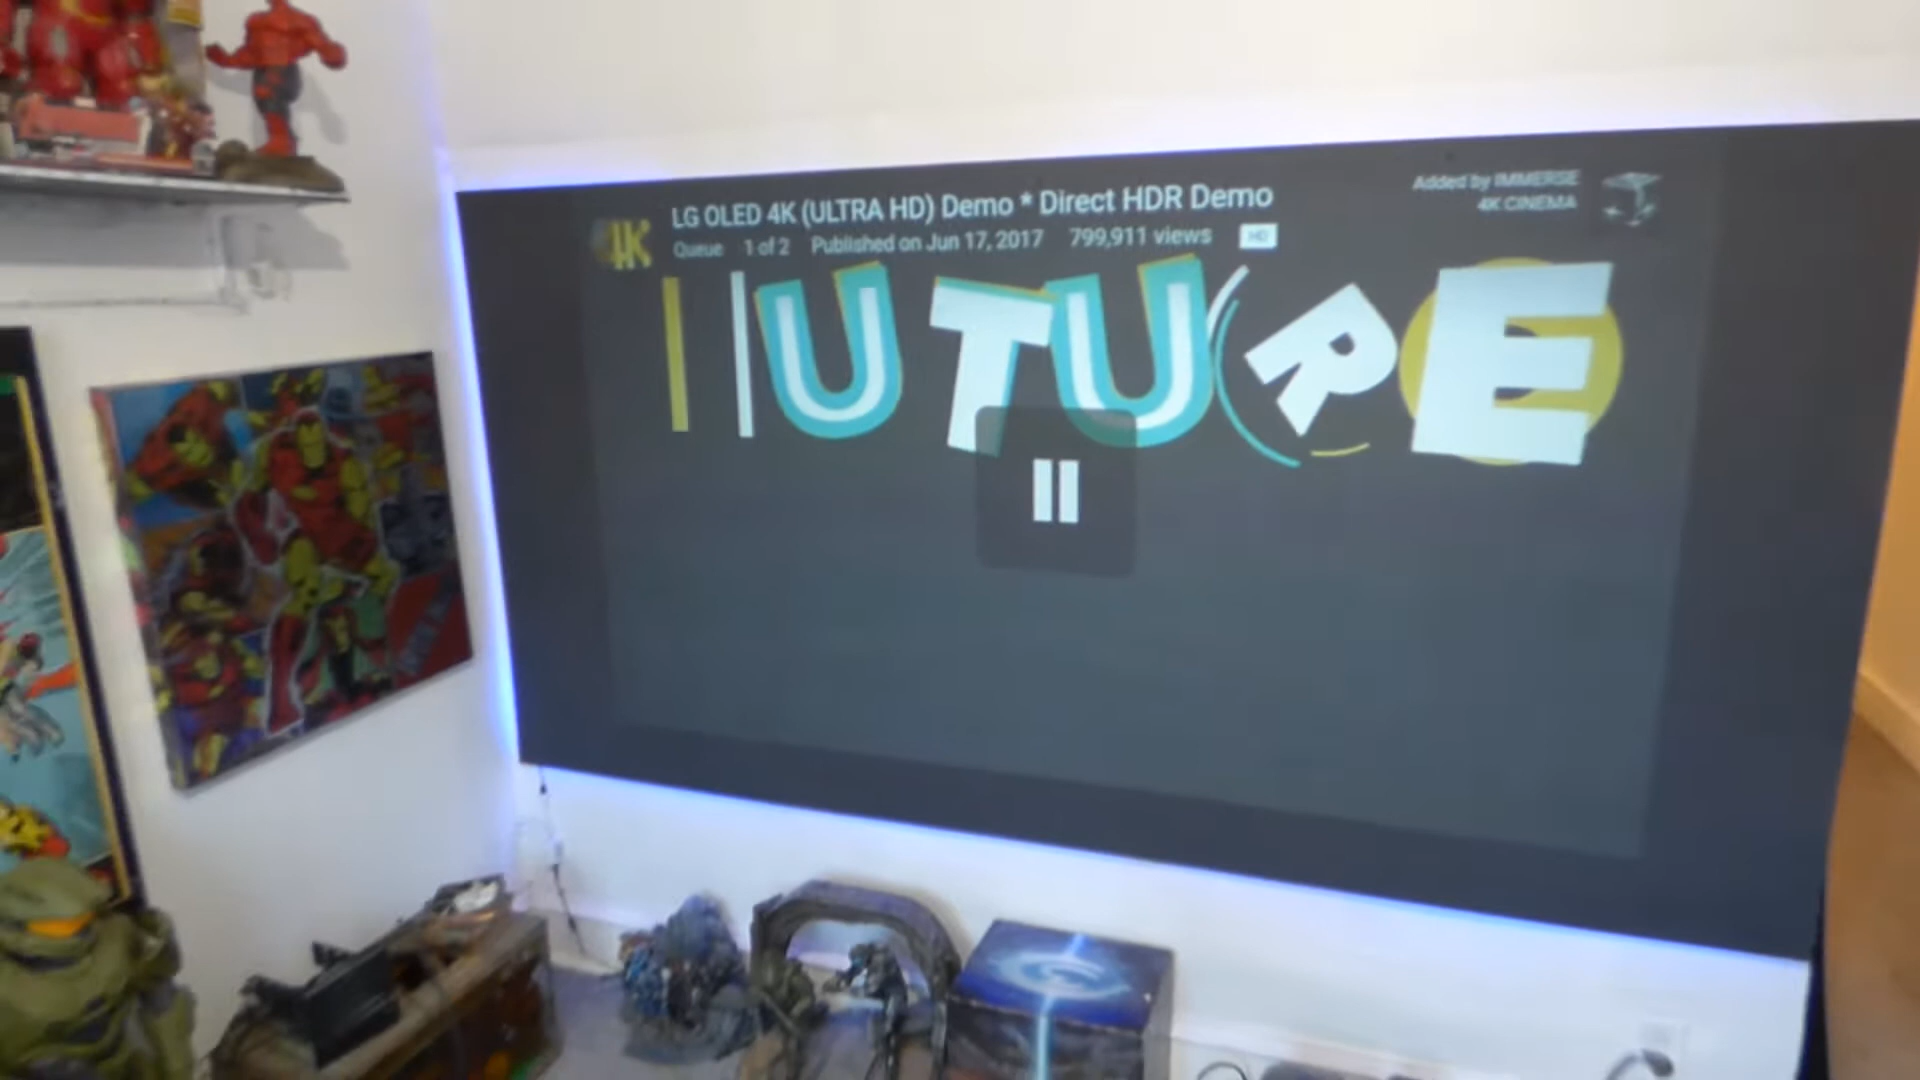 LG OLED 4K (ULTRA HD) Demo * Direct HDR Demo
Added by IMMERSE
4K CINEMA
4K
Queue 1 of 2 Published on Jun 17, 2017 799,911 views HD
UTURE